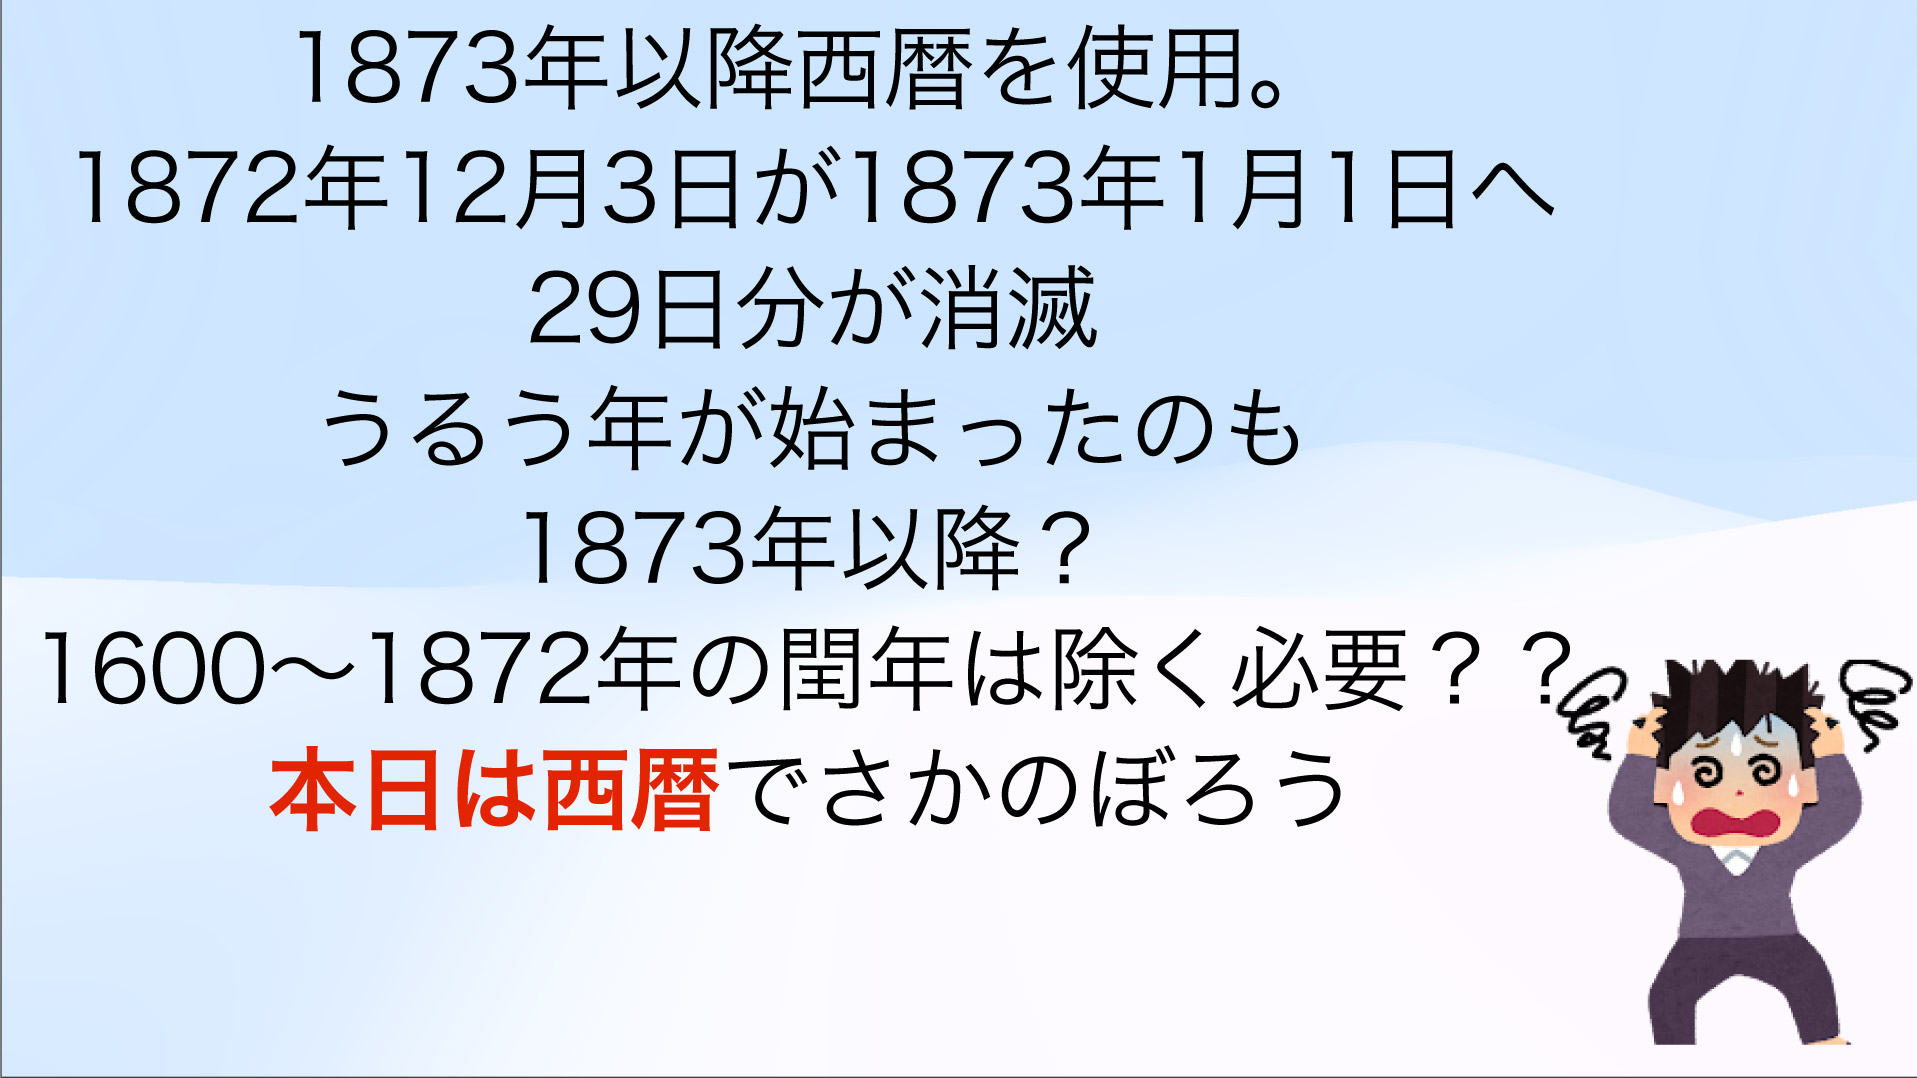 1873年以降西暦を使用。
1872年12月3日が1873年1月1日へ
29日分が消滅
うるう年が始まったのも
1873年以降？
1600〜1872年の閏年は除く必要？？
本日は西暦でさかのぼろう